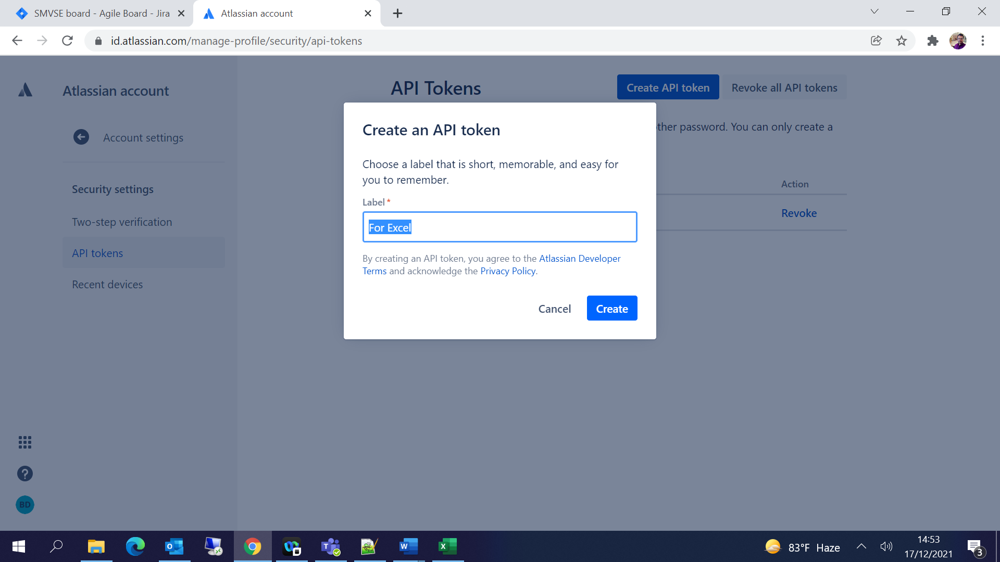 SMVSE board - Agile Board - Jira
Atlassian account
id.atlassian.com/manage-profile/security/api-tokens
Atlassian account
API Tokens
Create API token
Revoke all API tokens
Account settings
ther password. You can only create a
Create an API token
Choose a label that is short, memorable, and easy for
you to remember.
Label *
For Excel
By creating an API token, you agree to the Atlassian Developer
Terms and acknowledge the Privacy Policy.
Cancel
Create
Action
Revoke
Security settings
Two-step verification
API tokens
Recent devices
BD
83°F Haze
14:53
17/12/2021
3